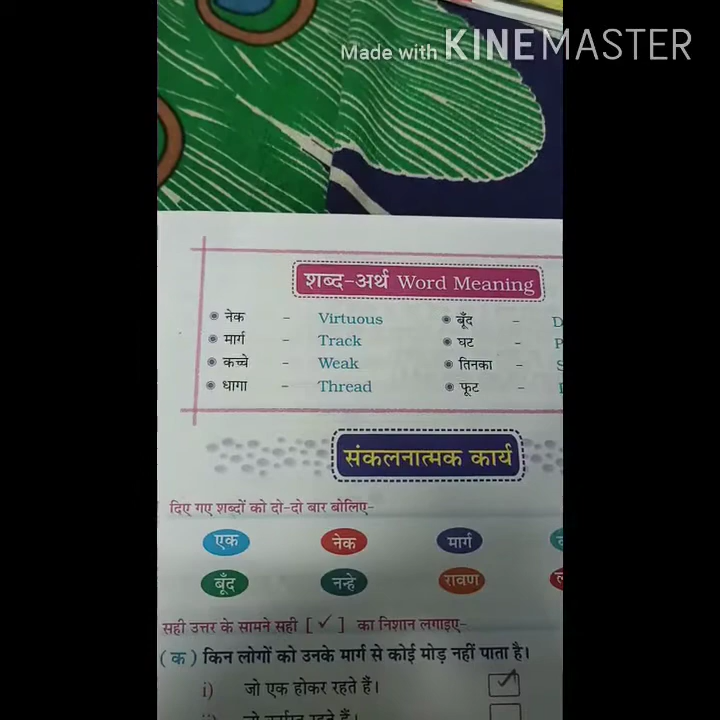 Made with KINEMASTER
शब्द-अर्थ Word Meaning
नेक - Virtuous बूँद -
मार्ग - Track घट -
कच्चे - Weak तिनका -
धागा - Thread फूट -
संकलनात्मक कार्य
दिए गए शब्दों को दो-दो बार बोलिए-
एक नेक मार्ग
बूँद नन्हे रावण
सही उत्तर के सामने सही [ ✓ ] का निशान लगाइए-
(क) किन लोगों को उनके मार्ग से कोई मोड़ नहीं पाता है।
i) जो एक होकर रहते हैं। ✓